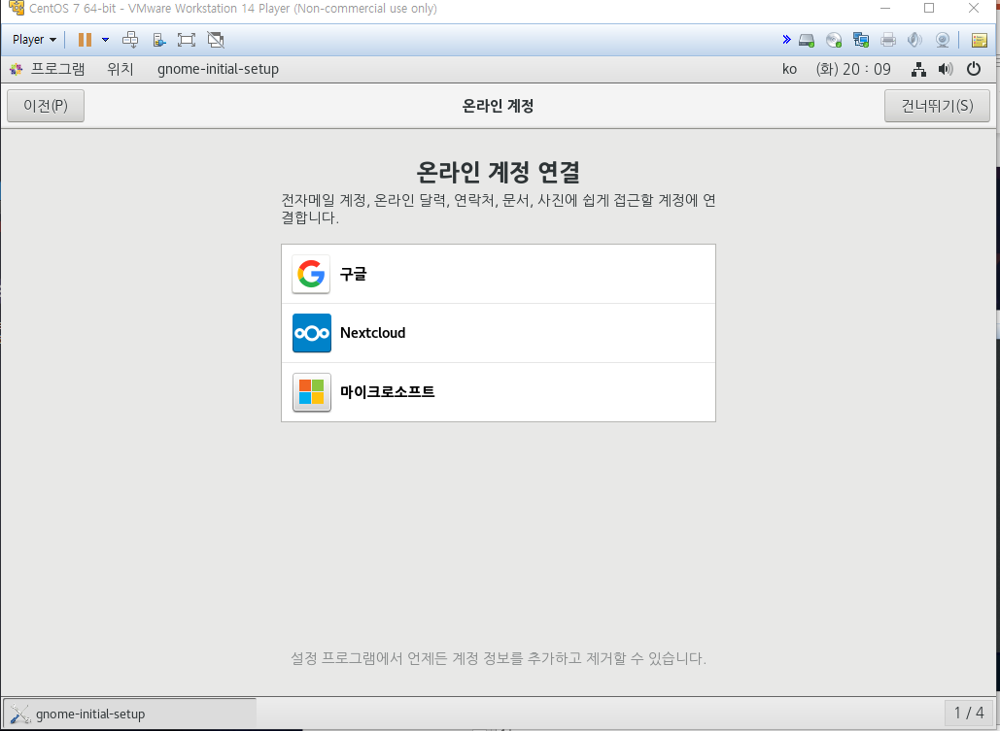 CentOS 7 64-bit - VMware Workstation 14 Player (Non-commercial use only)
Player
프로그램 위치 gnome-initial-setup ko (화) 20 : 09
이전(P) 온라인 계정 건너뛰기(S)
온라인 계정 연결
전자메일 계정, 온라인 달력, 연락처, 문서, 사진에 쉽게 접근할 계정에 연
결합니다.
구글
Nextcloud
마이크로소프트
설정 프로그램에서 언제든 계정 정보를 추가하고 제거할 수 있습니다.
gnome-initial-setup 1 / 4